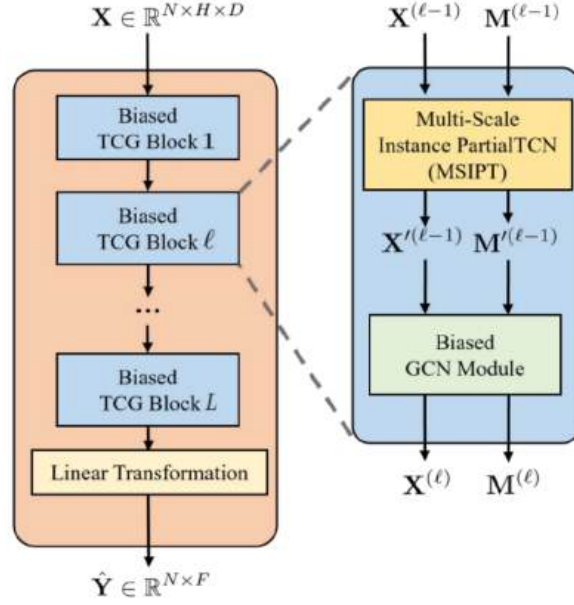 X ∈ ℝ^{N×H×D}
Biased
TCG Block 1
Biased
TCG Block ℓ
...
Biased
TCG Block L
Linear Transformation
Ŷ ∈ ℝ^{N×F}
X^{(ℓ−1)} M^{(ℓ−1)}
Multi-Scale
Instance PartialTCN
(MSIPT)
X′^{(ℓ−1)} M′^{(ℓ−1)}
Biased
GCN Module
X^{(ℓ)} M^{(ℓ)}